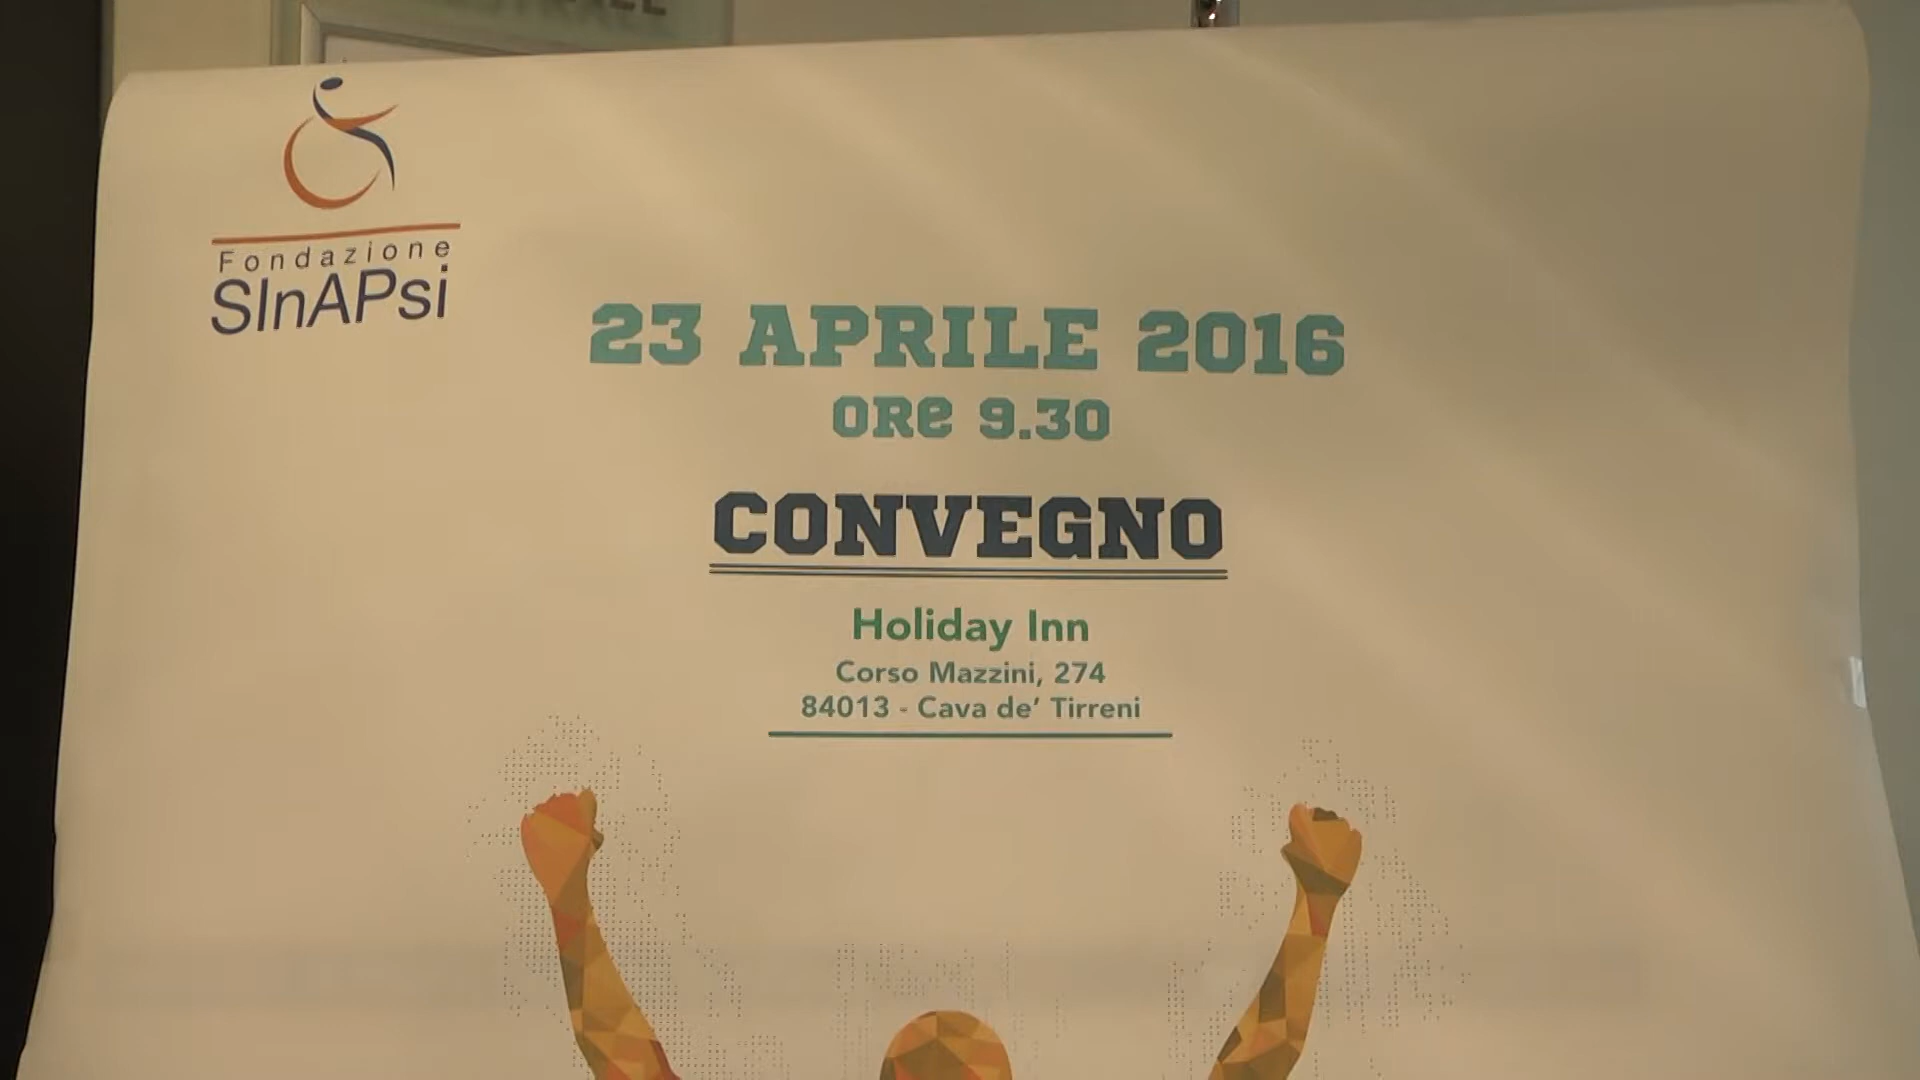 Fondazione
SInAPsi
23 APRILE 2016
ORe 9.30
CONVEGNO
Holiday Inn
Corso Mazzini, 274
84013 - Cava de’ Tirreni